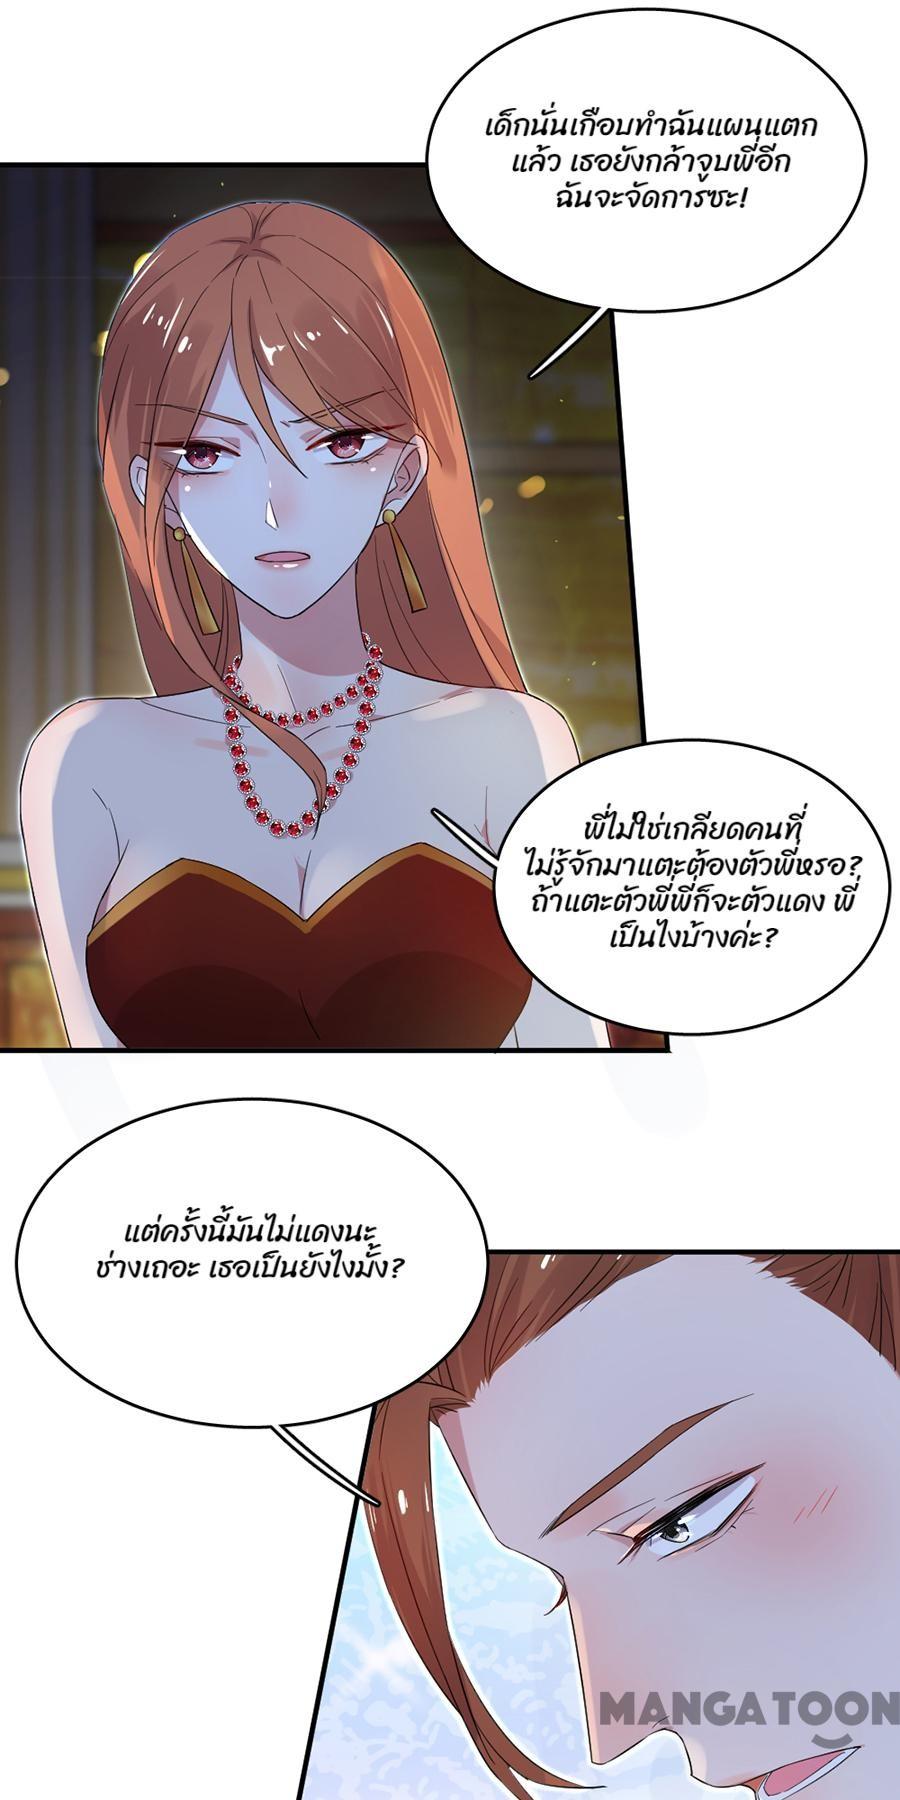 เด็กนั่นเกือบทำฉันแผนแตก
แล้ว เธอยังกล้าจูบพี่อีก
ฉันจะจัดการซะ!
พี่ไม่ใช่เกลียดคนที่
ไม่รู้จักมาแตะต้องตัวพี่หรอ?
ถ้าแตะตัวพี่พี่ก็จะตัวแดง พี่
เป็นไงบ้างค่ะ?
แต่ครั้งนี้มันไม่แดงนะ
ช่างเถอะ เธอเป็นยังไงมั้ง?
MANGATOON